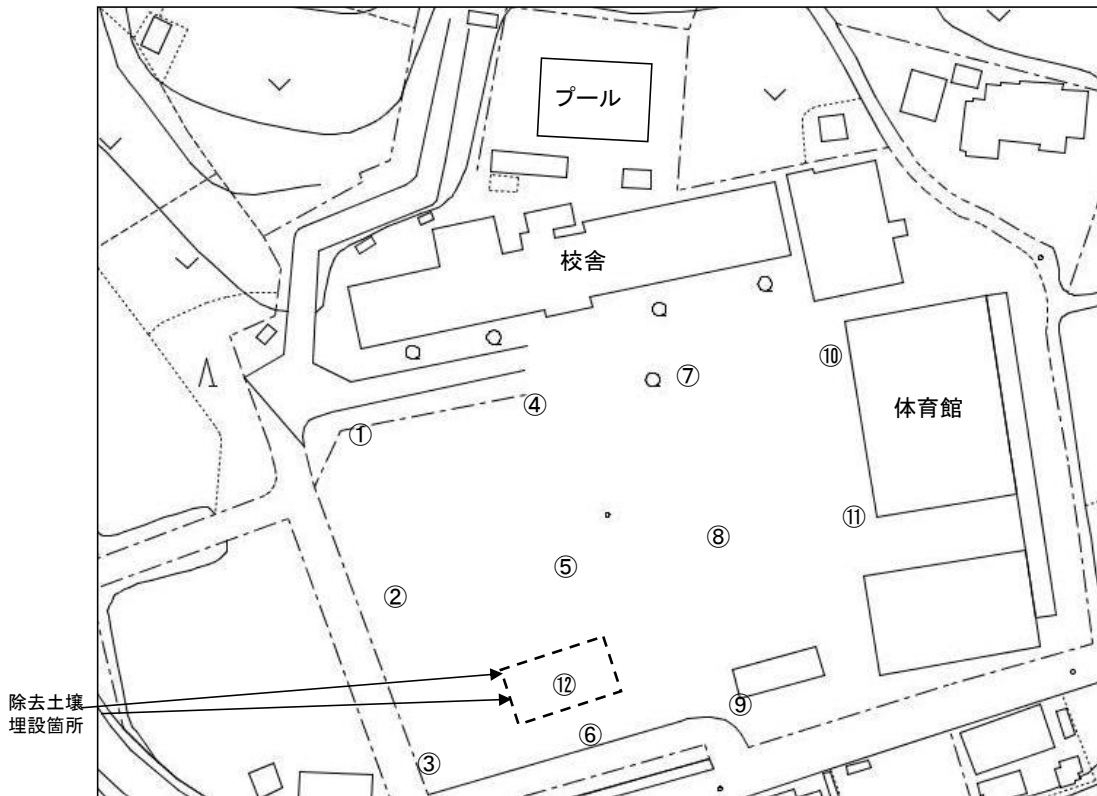 プール
校舎
⑩
⑦
体育館
④
①
⑪
⑧
⑤
②
除去土壌
埋設箇所
⑫
⑨
⑥
③